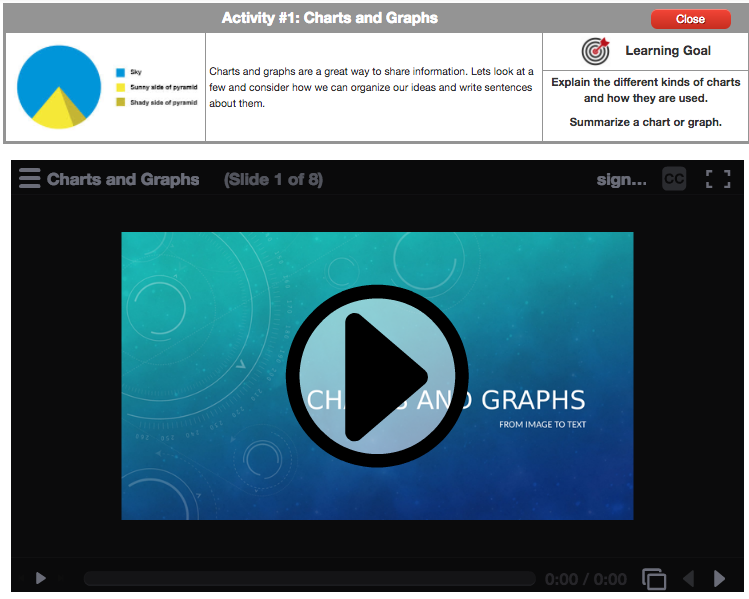 Activity #1: Charts and Graphs
Close
Sky
Sunny side of pyramid
Shady side of pyramid
Charts and graphs are a great way to share information. Lets look at a
few and consider how we can organize our ideas and write sentences
about them.
Learning Goal
Explain the different kinds of charts
and how they are used.
Summarize a chart or graph.
Charts and Graphs (Slide 1 of 8)
sign...
CC
AND GRAPHS
FROM IMAGE TO TEXT
0:00 / 0:00